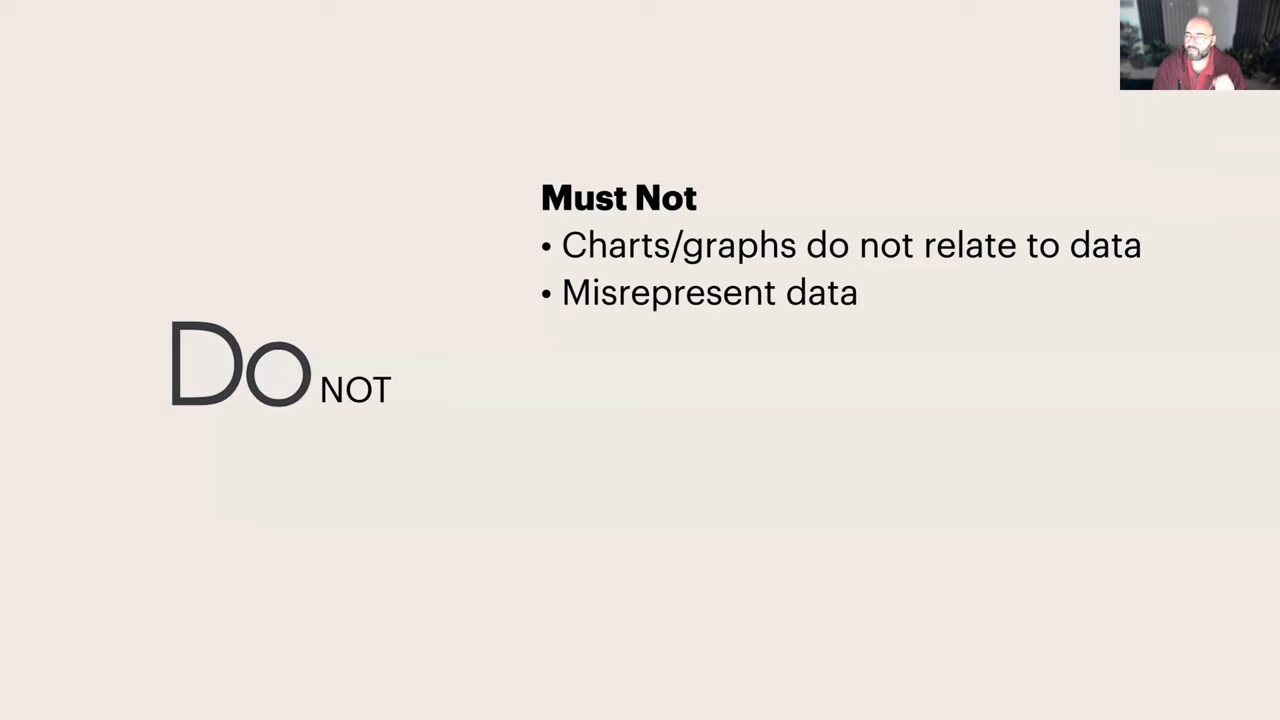 Must Not
• Charts/graphs do not relate to data
• Misrepresent data
Do NOT